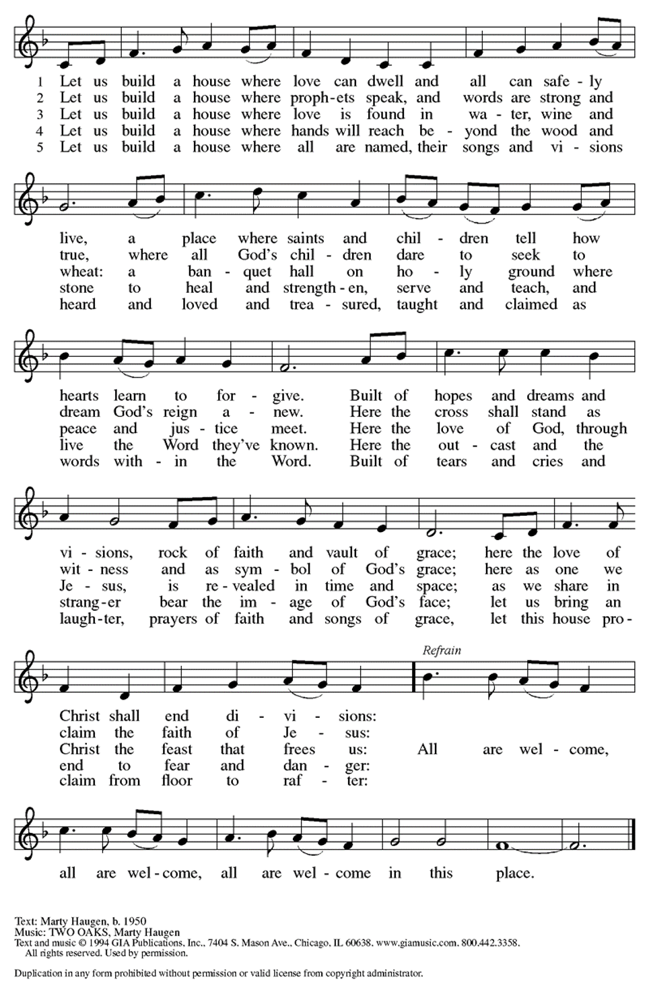 1 Let us build a house where love can dwell and all can safe - ly
2 Let us build a house where proph-ets speak, and words are strong and
3 Let us build a house where love is found in wa - ter, wine and
4 Let us build a house where hands will reach be - yond the wood and
5 Let us build a house where all are named, their songs and vi - sions
live, a place where saints and chil - dren tell how
true, where all God's chil - dren dare to seek to
wheat: a ban - quet hall on ho - ly ground where
stone to heal and strength - en, serve and teach, and
heard and loved and trea - sured, taught and claimed as
hearts learn to for - give. Built of hopes and dreams and
dream God's reign a - new. Here the cross shall stand as
peace and jus - tice meet. Here the love of God, through
live the Word they've known. Here the out - cast and the
words with - in the Word. Built of tears and cries and
vi - sions, rock of faith and vault of grace; here the love of
wit - ness and as sym - bol of God's grace; here as one we
Je - sus, is re - vealed in time and space; as we share in
strang - er bear the im - age of God's face; let us bring an
laugh - ter, prayers of faith and songs of grace, let this house pro -
Refrain
Christ shall end di - vi - sions:
claim the faith of Je - sus:
Christ the feast that frees us: All are wel - come,
end to fear and dan - ger:
claim from floor to raf - ter:
all are wel - come, all are wel - come in this place.
Text: Marty Haugen, b. 1950
Music: TWO OAKS, Marty Haugen
Text and music © 1994 GIA Publications, Inc., 7404 S. Mason Ave., Chicago, IL 60638. www.giamusic.com. 800.442.3358.
All rights reserved. Used by permission.
Duplication in any form prohibited without permission or valid license from copyright administrator.